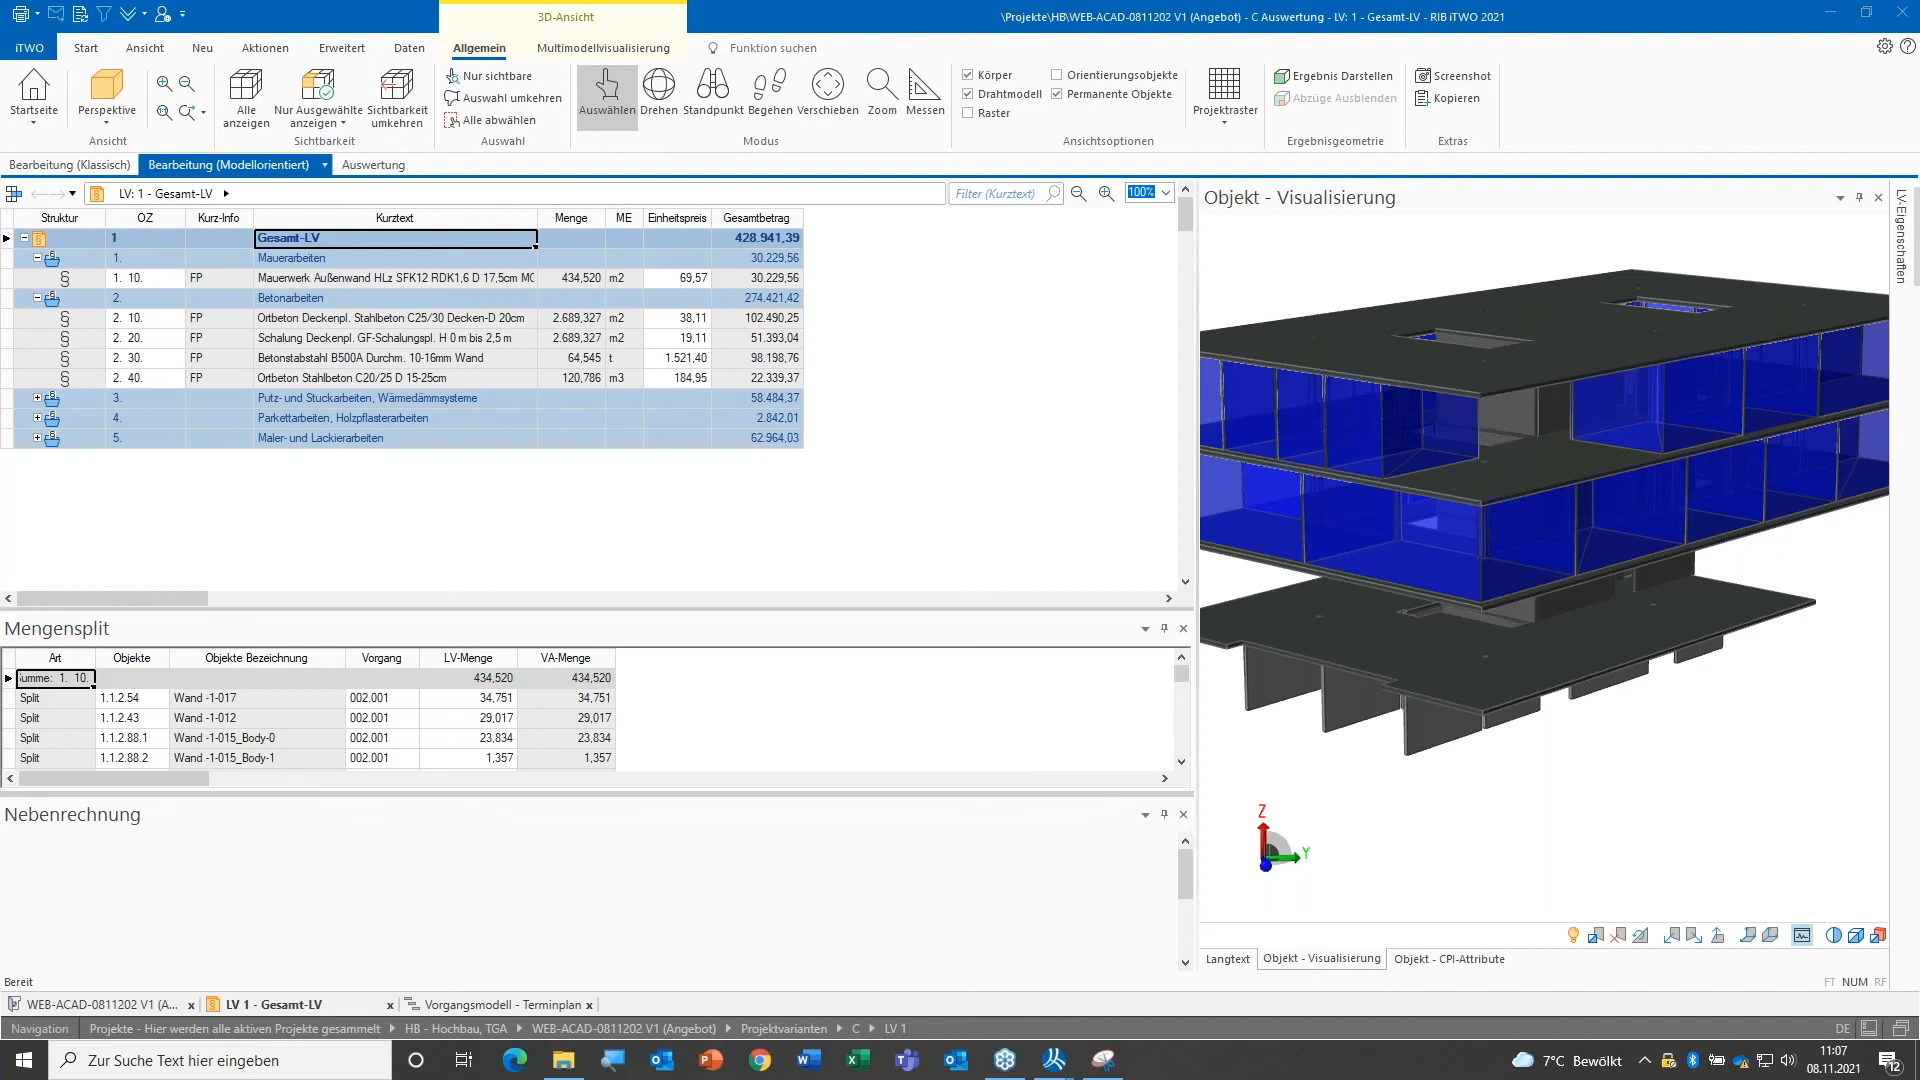 3D-Ansicht
\Projekte\HB\WEB-ACAD-0811202 V1 (Angebot) - C Auswertung - LV: 1 - Gesamt-LV - RIB iTWO 2021
iTWO Start Ansicht Neu Aktionen Erweitert Daten Allgemein Multimodellvisualisierung Funktion suchen
Startseite
Perspektive
Ansicht
Alle anzeigen
Nur Ausgewählte anzeigen
Sichtbarkeit umkehren
Sichtbarkeit
Nur sichtbare
Auswahl umkehren
Alle abwählen
Auswahl
Auswählen Drehen Standpunkt Begehen Verschieben Zoom Messen
Modus
Körper
Drahtmodell
Raster
Orientierungsobjekte
Permanente Objekte
Projektraster
Ansichtsoptionen
Ergebnis Darstellen
Abzüge Ausblenden
Ergebnisgeometrie
Screenshot
Kopieren
Extras
Bearbeitung (Klassisch) Bearbeitung (Modellorientiert) Auswertung
LV: 1 - Gesamt-LV
Filter (Kurztext)
100%
Struktur OZ Kurz-Info Kurztext Menge ME Einheitspreis Gesamtbetrag
1 Gesamt-LV 428.941,39
1. Mauerarbeiten 30.229,56
1. 10. FP Mauerwerk Außenwand HLz SFK12 RDK1,6 D 17,5cm MG 434,520 m2 69,57 30.229,56
2. Betonarbeiten 274.421,42
2. 10. FP Ortbeton Deckenpl. Stahlbeton C25/30 Decken-D 20cm 2.689,327 m2 38,11 102.490,25
2. 20. FP Schalung Deckenpl. GF-Schalungspl. H 0 m bis 2,5 m 2.689,327 m2 19,11 51.393,04
2. 30. FP Betonstabstahl B500A Durchm. 10-16mm Wand 64,545 t 1.521,40 98.198,76
2. 40. FP Ortbeton Stahlbeton C20/25 D 15-25cm 120,786 m3 184,95 22.339,37
3. Putz- und Stuckarbeiten, Wärmedämmsysteme 58.484,37
4. Parkettarbeiten, Holzpflasterarbeiten 2.842,01
5. Maler- und Lackierarbeiten 62.964,03
Mengensplit
Art Objekte Objekte Bezeichnung Vorgang LV-Menge VA-Menge
umme: 1. 10. 434,520 434,520
Split 1.1.2.54 Wand -1-017 002.001 34,751 34,751
Split 1.1.2.43 Wand -1-012 002.001 29,017 29,017
Split 1.1.2.88.1 Wand -1-015_Body-0 002.001 23,834 23,834
Split 1.1.2.88.2 Wand -1-015_Body-1 002.001 1,357 1,357
Nebenrechnung
Objekt - Visualisierung
LV-Eigenschaften
Z
Y
Langtext Objekt - Visualisierung Objekt - CPI-Attribute
Bereit
FT NUM RF
WEB-ACAD-0811202 V1 (A... x LV 1 - Gesamt-LV x Vorgangsmodell - Terminplan x
Navigation Projekte - Hier werden alle aktiven Projekte gesammelt HB - Hochbau, TGA WEB-ACAD-0811202 V1 (Angebot) Projektvarianten C LV 1
DE
Zur Suche Text hier eingeben
7°C Bewölkt
11:07
08.11.2021
12